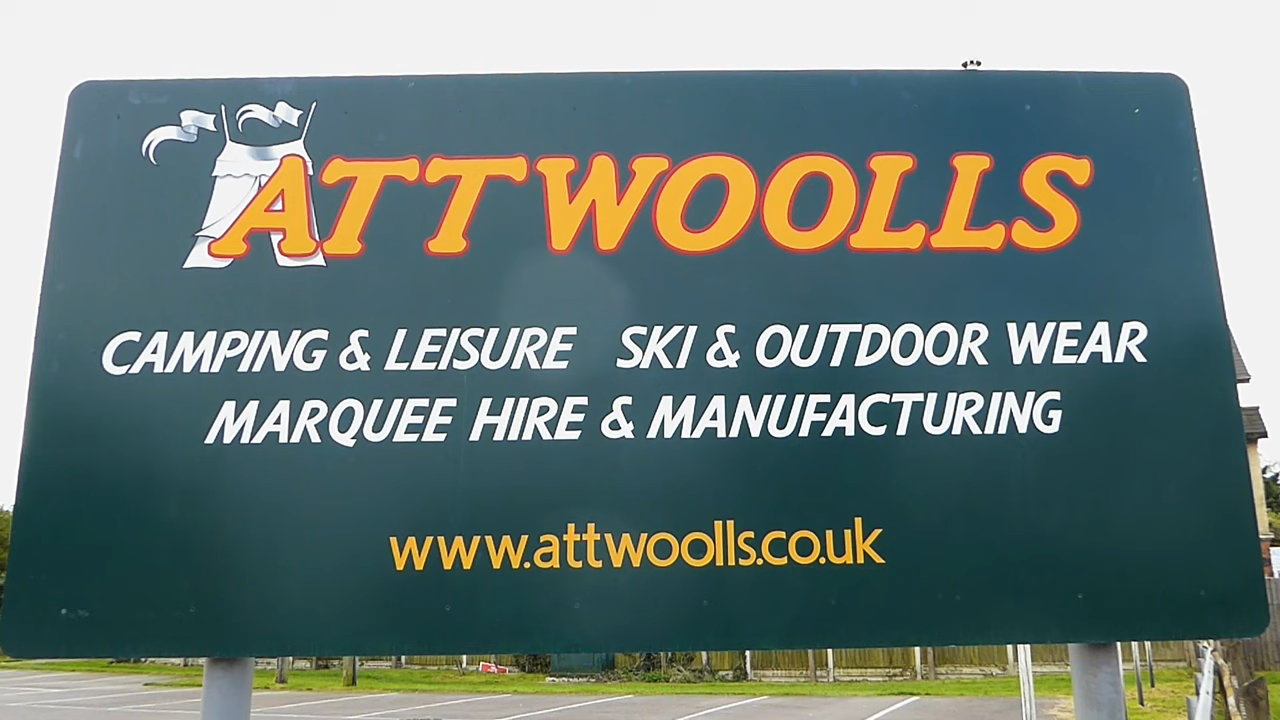 ATTWOOLLS
CAMPING & LEISURE SKI & OUTDOOR WEAR
MARQUEE HIRE & MANUFACTURING
www.attwoolls.co.uk